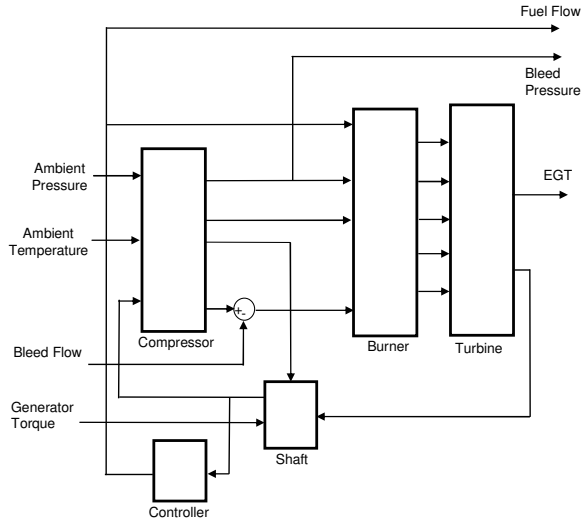 Fuel Flow
Bleed
Pressure
Ambient
Pressure
EGT
Ambient
Temperature
+-
Compressor
Burner
Turbine
Bleed Flow
Generator
Torque
Shaft
Controller